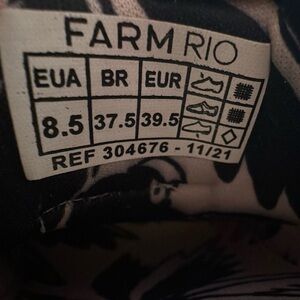 FARM RIO
EUA BR EUR
8.5 37.5 39.5
REF 304676 - 11/21